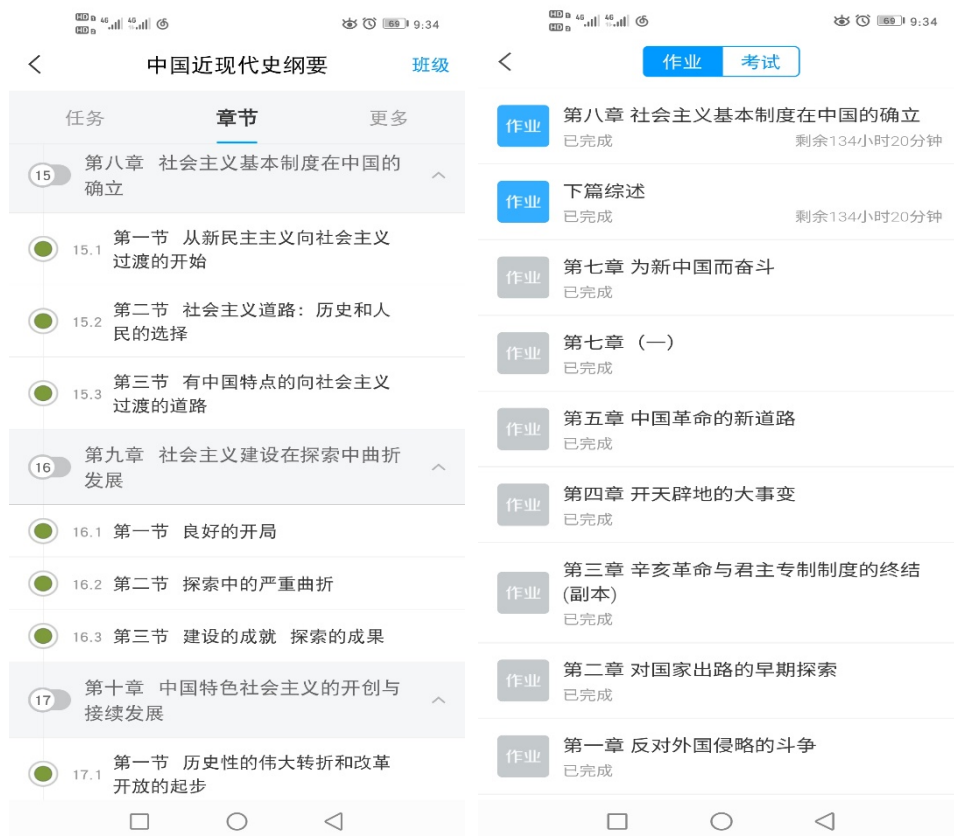 9:34
中国近现代史纲要
班级
任务
章节
更多
15
第八章 社会主义基本制度在中国的
确立
15.1
第一节 从新民主主义向社会主义
过渡的开始
15.2
第二节 社会主义道路：历史和人
民的选择
15.3
第三节 有中国特点的向社会主义
过渡的道路
16
第九章 社会主义建设在探索中曲折
发展
16.1 第一节 良好的开局
16.2 第二节 探索中的严重曲折
16.3 第三节 建设的成就 探索的成果
17
第十章 中国特色社会主义的开创与
接续发展
17.1
第一节 历史性的伟大转折和改革
开放的起步
69
9:34
作业
考试
作业
第八章 社会主义基本制度在中国的确立
已完成
剩余134小时20分钟
作业
下篇综述
已完成
剩余134小时20分钟
作业
第七章 为新中国而奋斗
已完成
作业
第七章（一）
已完成
作业
第五章 中国革命的新道路
已完成
作业
第四章 开天辟地的大事变
已完成
作业
第三章 辛亥革命与君主专制制度的终结
(副本)
已完成
作业
第二章 对国家出路的早期探索
已完成
作业
第一章 反对外国侵略的斗争
已完成